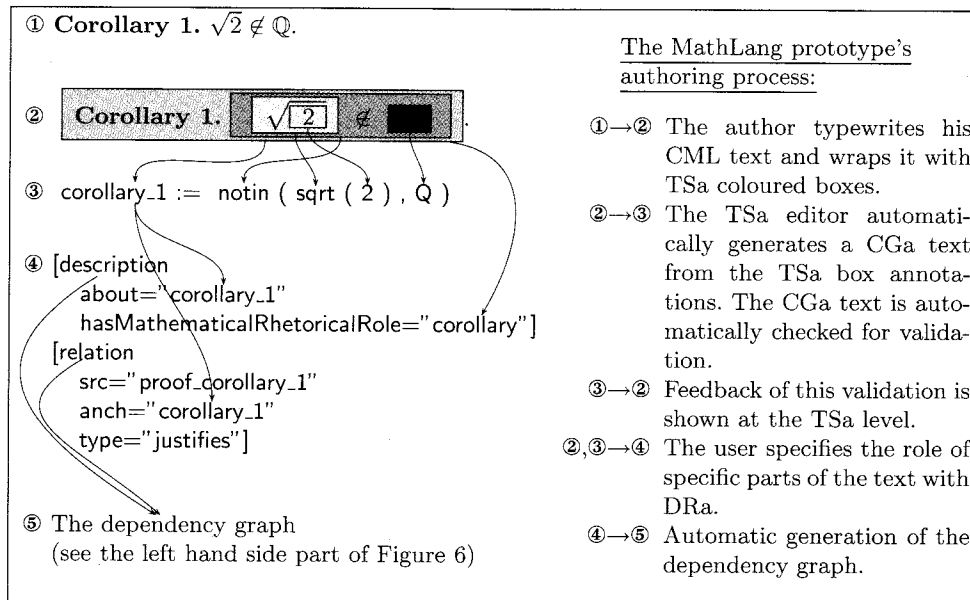 ① Corollary 1. √2 ∉ ℚ.
② Corollary 1. √2 ∉ .
③ corollary_1 := notin ( sqrt ( 2 ) , Q )
④ [description
about="corollary_1"
hasMathematicalRhetoricalRole="corollary"]
[relation
src="proof_corollary_1"
anch="corollary_1"
type="justifies"]
⑤ The dependency graph
(see the left hand side part of Figure 6)
The MathLang prototype's
authoring process:
①→② The author typewrites his
CML text and wraps it with
TSa coloured boxes.
②→③ The TSa editor automati-
cally generates a CGa text
from the TSa box annota-
tions. The CGa text is auto-
matically checked for valida-
tion.
③→② Feedback of this validation is
shown at the TSa level.
②,③→④ The user specifies the role of
specific parts of the text with
DRa.
④→⑤ Automatic generation of the
dependency graph.